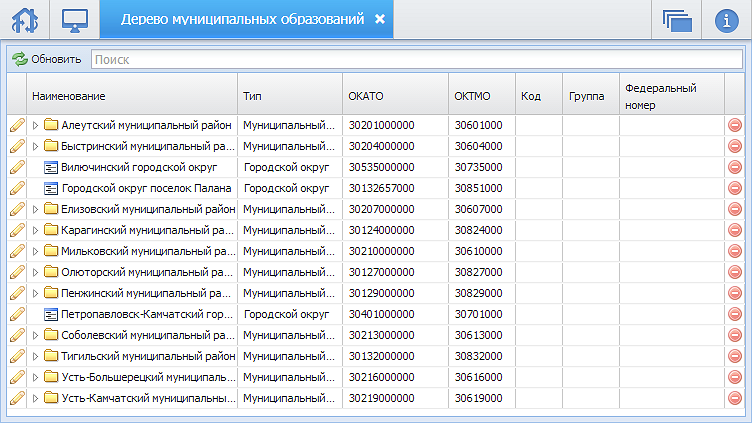 Дерево муниципальных образований
Обновить Поиск
Наименование Тип ОКАТО ОКТМО Код Группа Федеральный номер
Алеутский муниципальный район Муниципальный... 30201000000 30601000
Быстринский муниципальный ра... Муниципальный... 30204000000 30604000
Вилючинский городской округ Городской округ 30535000000 30735000
Городской округ поселок Палана Городской округ 30132657000 30851000
Елизовский муниципальный район Муниципальный... 30207000000 30607000
Карагинский муниципальный ра... Муниципальный... 30124000000 30824000
Мильковский муниципальный ра... Муниципальный... 30210000000 30610000
Олюторский муниципальный ра... Муниципальный... 30127000000 30827000
Пенжинский муниципальный ра... Муниципальный... 30129000000 30829000
Петропавловск-Камчатский гор... Городской округ 30401000000 30701000
Соболевский муниципальный ра... Муниципальный... 30213000000 30613000
Тигильский муниципальный район Муниципальный... 30132000000 30832000
Усть-Большерецкий муниципаль... Муниципальный... 30216000000 30616000
Усть-Камчатский муниципальны... Муниципальный... 30219000000 30619000